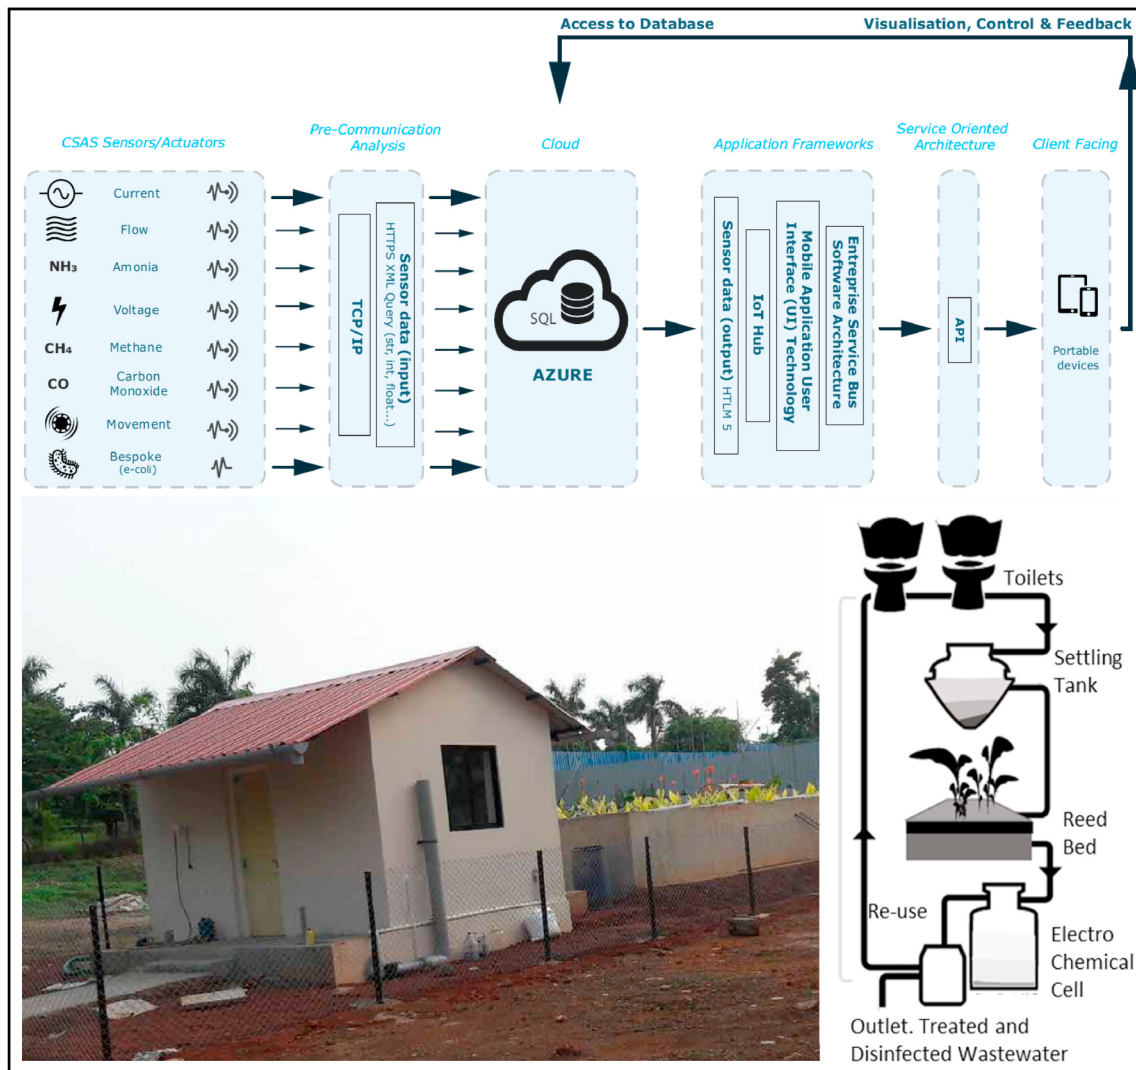 Access to Database
Visualisation, Control & Feedback
CSAS Sensors/Actuators
Pre-Communication
Analysis
Cloud
Application Frameworks
Service Oriented
Architecture
Client Facing
Current
Flow
NH₃ Amonia
Voltage
CH₄ Methane
CO Carbon
Monoxide
Movement
Bespoke
(e-coli)
TCP/IP
Sensor data (input)
HTTPS XML Query (str, int, float...)
SQL
AZURE
Sensor data (output) HTLM 5
IoT Hub
Mobile Application User
Interface (UI) Technology
Entreprise Service Bus
Software Architecture
API
Portable
devices
Toilets
Settling
Tank
Reed
Bed
Re-use
Electro
Chemical
Cell
Outlet. Treated and
Disinfected Wastewater